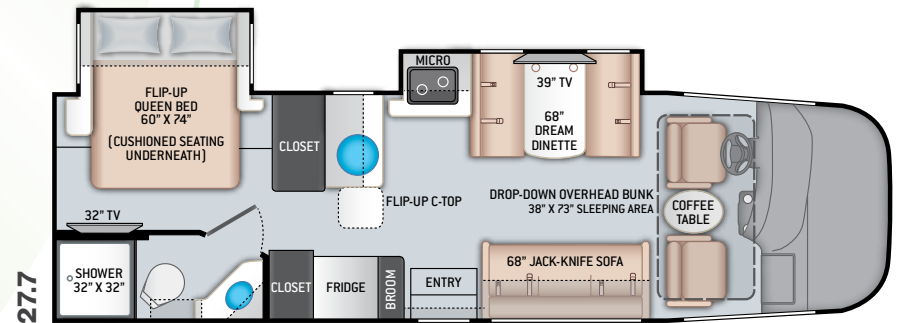 MICRO
FLIP-UP
QUEEN BED
60" X 74"
(CUSHIONED SEATING
UNDERNEATH)
39" TV
68"
DREAM
DINETTE
CLOSET
FLIP-UP C-TOP
DROP-DOWN OVERHEAD BUNK
38" X 73" SLEEPING AREA
COFFEE
TABLE
32" TV
SHOWER
32" X 32"
CLOSET
FRIDGE
BROOM
ENTRY
68" JACK-KNIFE SOFA
27.7